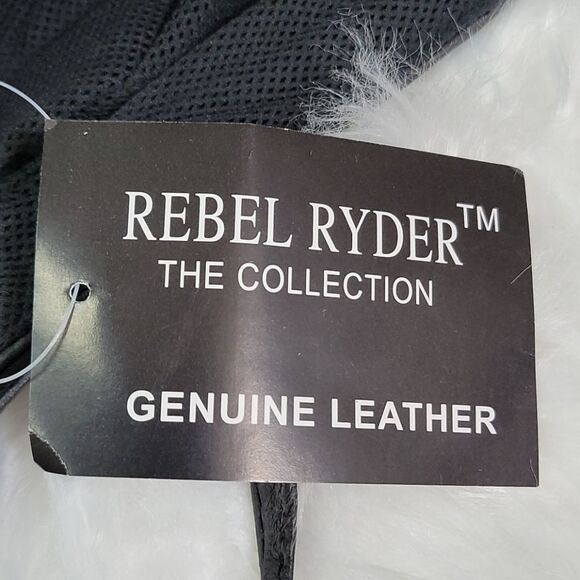 REBEL RYDER™
THE COLLECTION
GENUINE LEATHER